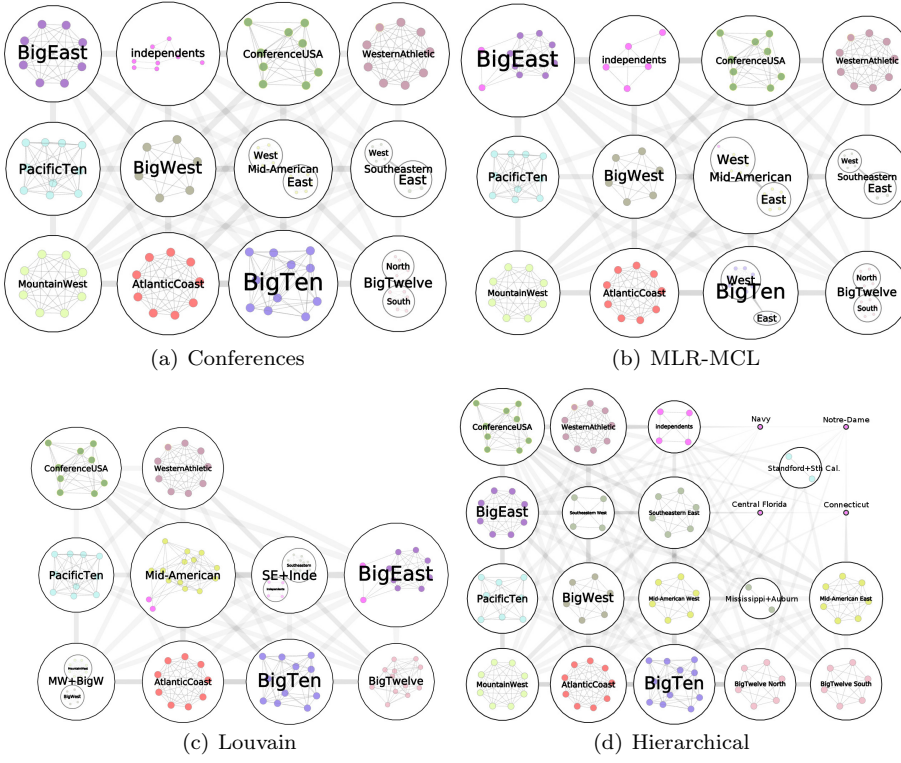 BigEast independents ConferenceUSA WesternAthletic
PacificTen BigWest West Mid-American East West Southeastern East
MountainWest AtlanticCoast BigTen North BigTwelve South
(a) Conferences
BigEast independents ConferenceUSA WesternAthletic
PacificTen BigWest West Mid-American East West Southeastern East
MountainWest AtlanticCoast West BigTen East North BigTwelve South
(b) MLR-MCL
ConferenceUSA WesternAthletic
PacificTen Mid-American Southeastern SE+Inde Independents BigEast
MountainWest MW+BigW BigWest AtlanticCoast BigTen BigTwelve
(c) Louvain
ConferenceUSA WesternAthletic independents Navy Notre-Dame
Standford+Sth Cal.
BigEast Southeastern West Southeastern East Central Florida Connecticut
PacificTen BigWest Mid-American West Mississippi+Auburn Mid-American East
MountainWest AtlanticCoast BigTen BigTwelve North BigTwelve South
(d) Hierarchical